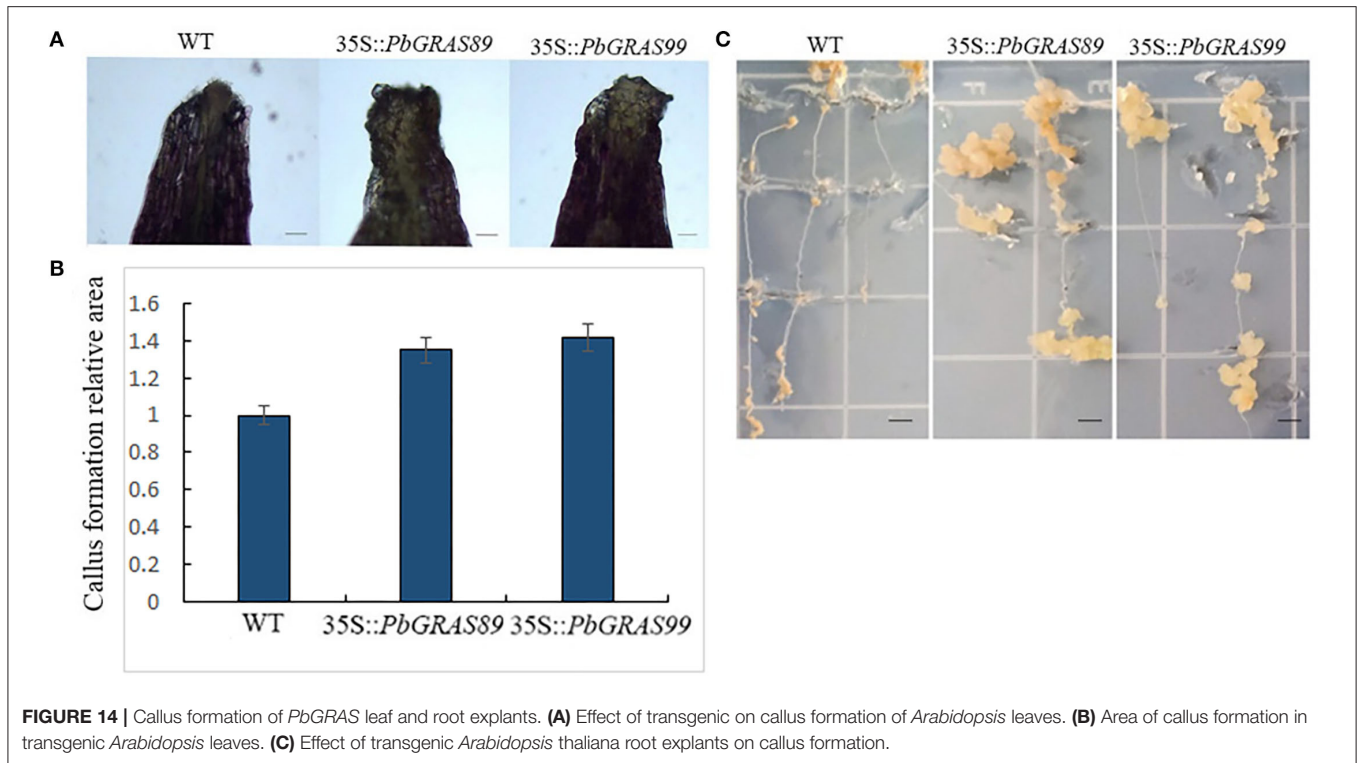 A
WT
35S::PbGRAS89
35S::PbGRAS99
B
Callus formation relative area
1.6
1.4
1.2
1
0.8
0.6
0.4
0.2
0
WT
35S::PbGRAS89
35S::PbGRAS99
C
WT
35S::PbGRAS89
35S::PbGRAS99
FIGURE 14 | Callus formation of PbGRAS leaf and root explants. (A) Effect of transgenic on callus formation of Arabidopsis leaves. (B) Area of callus formation in
transgenic Arabidopsis leaves. (C) Effect of transgenic Arabidopsis thaliana root explants on callus formation.